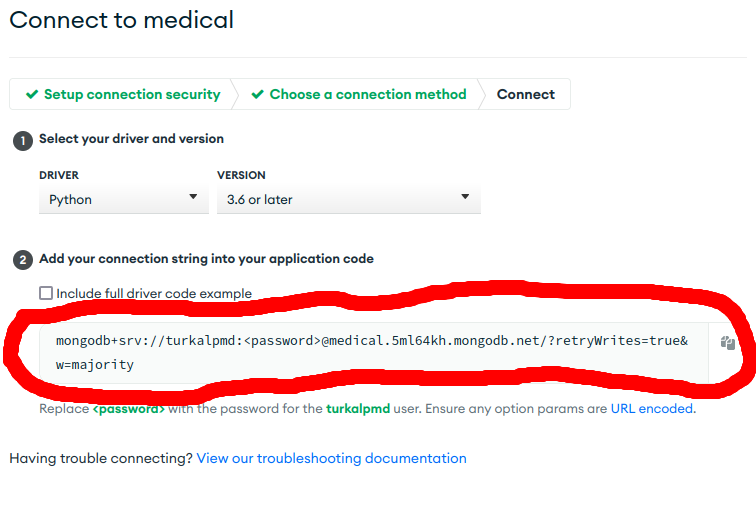 Connect to medical
Setup connection security
Choose a connection method
Connect
1 Select your driver and version
DRIVER
VERSION
Python
3.6 or later
2 Add your connection string into your application code
Include full driver code example
mongodb+srv://turkalpmd:<password>@medical.5ml64kh.mongodb.net/?retryWrites=true&
w=majority
Replace <password> with the password for the turkalpmd user. Ensure any option params are URL encoded.
Having trouble connecting? View our troubleshooting documentation